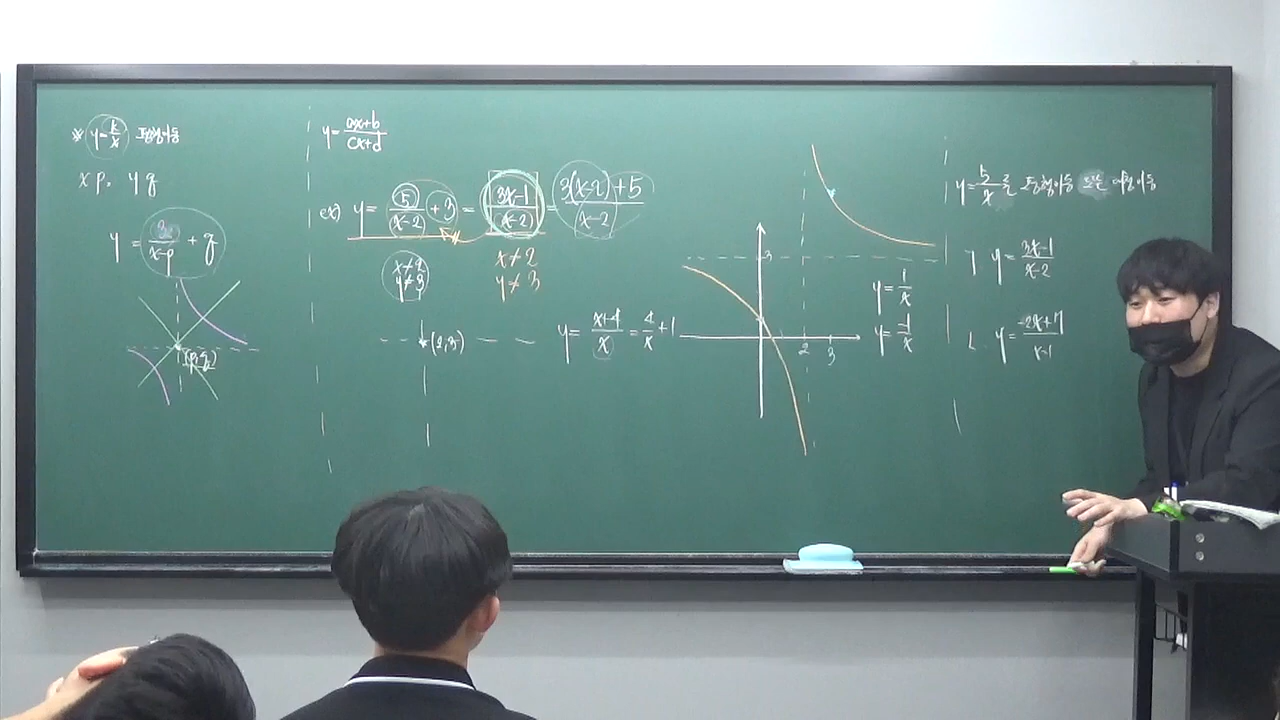 * y=k/x 평행이동
x p, y q
y = k/(x-p) + q
(p,q)
y = (ax+b)/(cx+d)
ex) y = 5/(x-2) +3 = (3x-1)/(x-2) = (3(x-2)+5)/(x-2)
x≠2
y≠3
x≠2
y≠3
(2,3)
y = (x+4)/x = 4/x +1
3
2
3
y = 1/x
y = -1/x
y = 5/x 를 평행이동 또는 대칭이동
ㄱ y = (3x-1)/(x-2)
ㄴ y = (-2x+7)/(x-1)